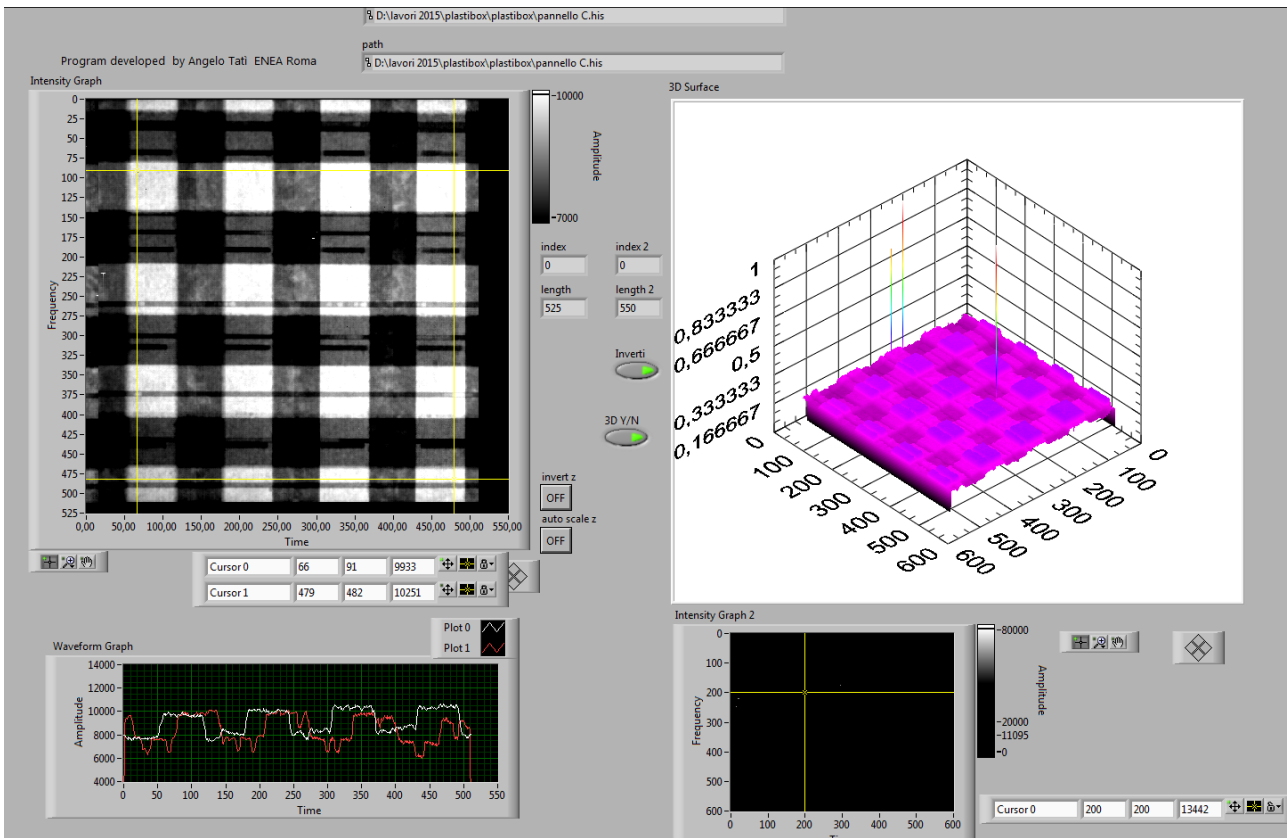 D:\lavori 2015\plastibox\plastibox\pannello C.his
path
Program developed by Angelo Tatì ENEA Roma
D:\lavori 2015\plastibox\plastibox\pannello C.his
Intensity Graph
0
25
50
75
100
125
150
175
200
225
250
275
300
325
350
375
400
425
450
475
500
525
Frequency
0,00 50,00 100,00 150,00 200,00 250,00 300,00 350,00 400,00 450,00 500,00 550,00
Time
10000
7000
Amplitude
index
0
index 2
0
length
525
length 2
550
Inverti
3D Y/N
invert z
OFF
auto scale z
OFF
Cursor 0 66 91 9933
Cursor 1 479 482 10251
Plot 0
Plot 1
Waveform Graph
14000
12000
10000
8000
6000
4000
Amplitude
0 50 100 150 200 250 300 350 400 450 500 550
Time
3D Surface
1
0,833333
0,666667
0,5
0,333333
0,166667
0 100 200 300 400 500 600
600 500 400 300 200 100 0
Intensity Graph 2
0
100
200
300
400
500
600
Frequency
0 100 200 300 400 500 600
80000
20000
11095
0
Amplitude
Cursor 0 200 200 13442